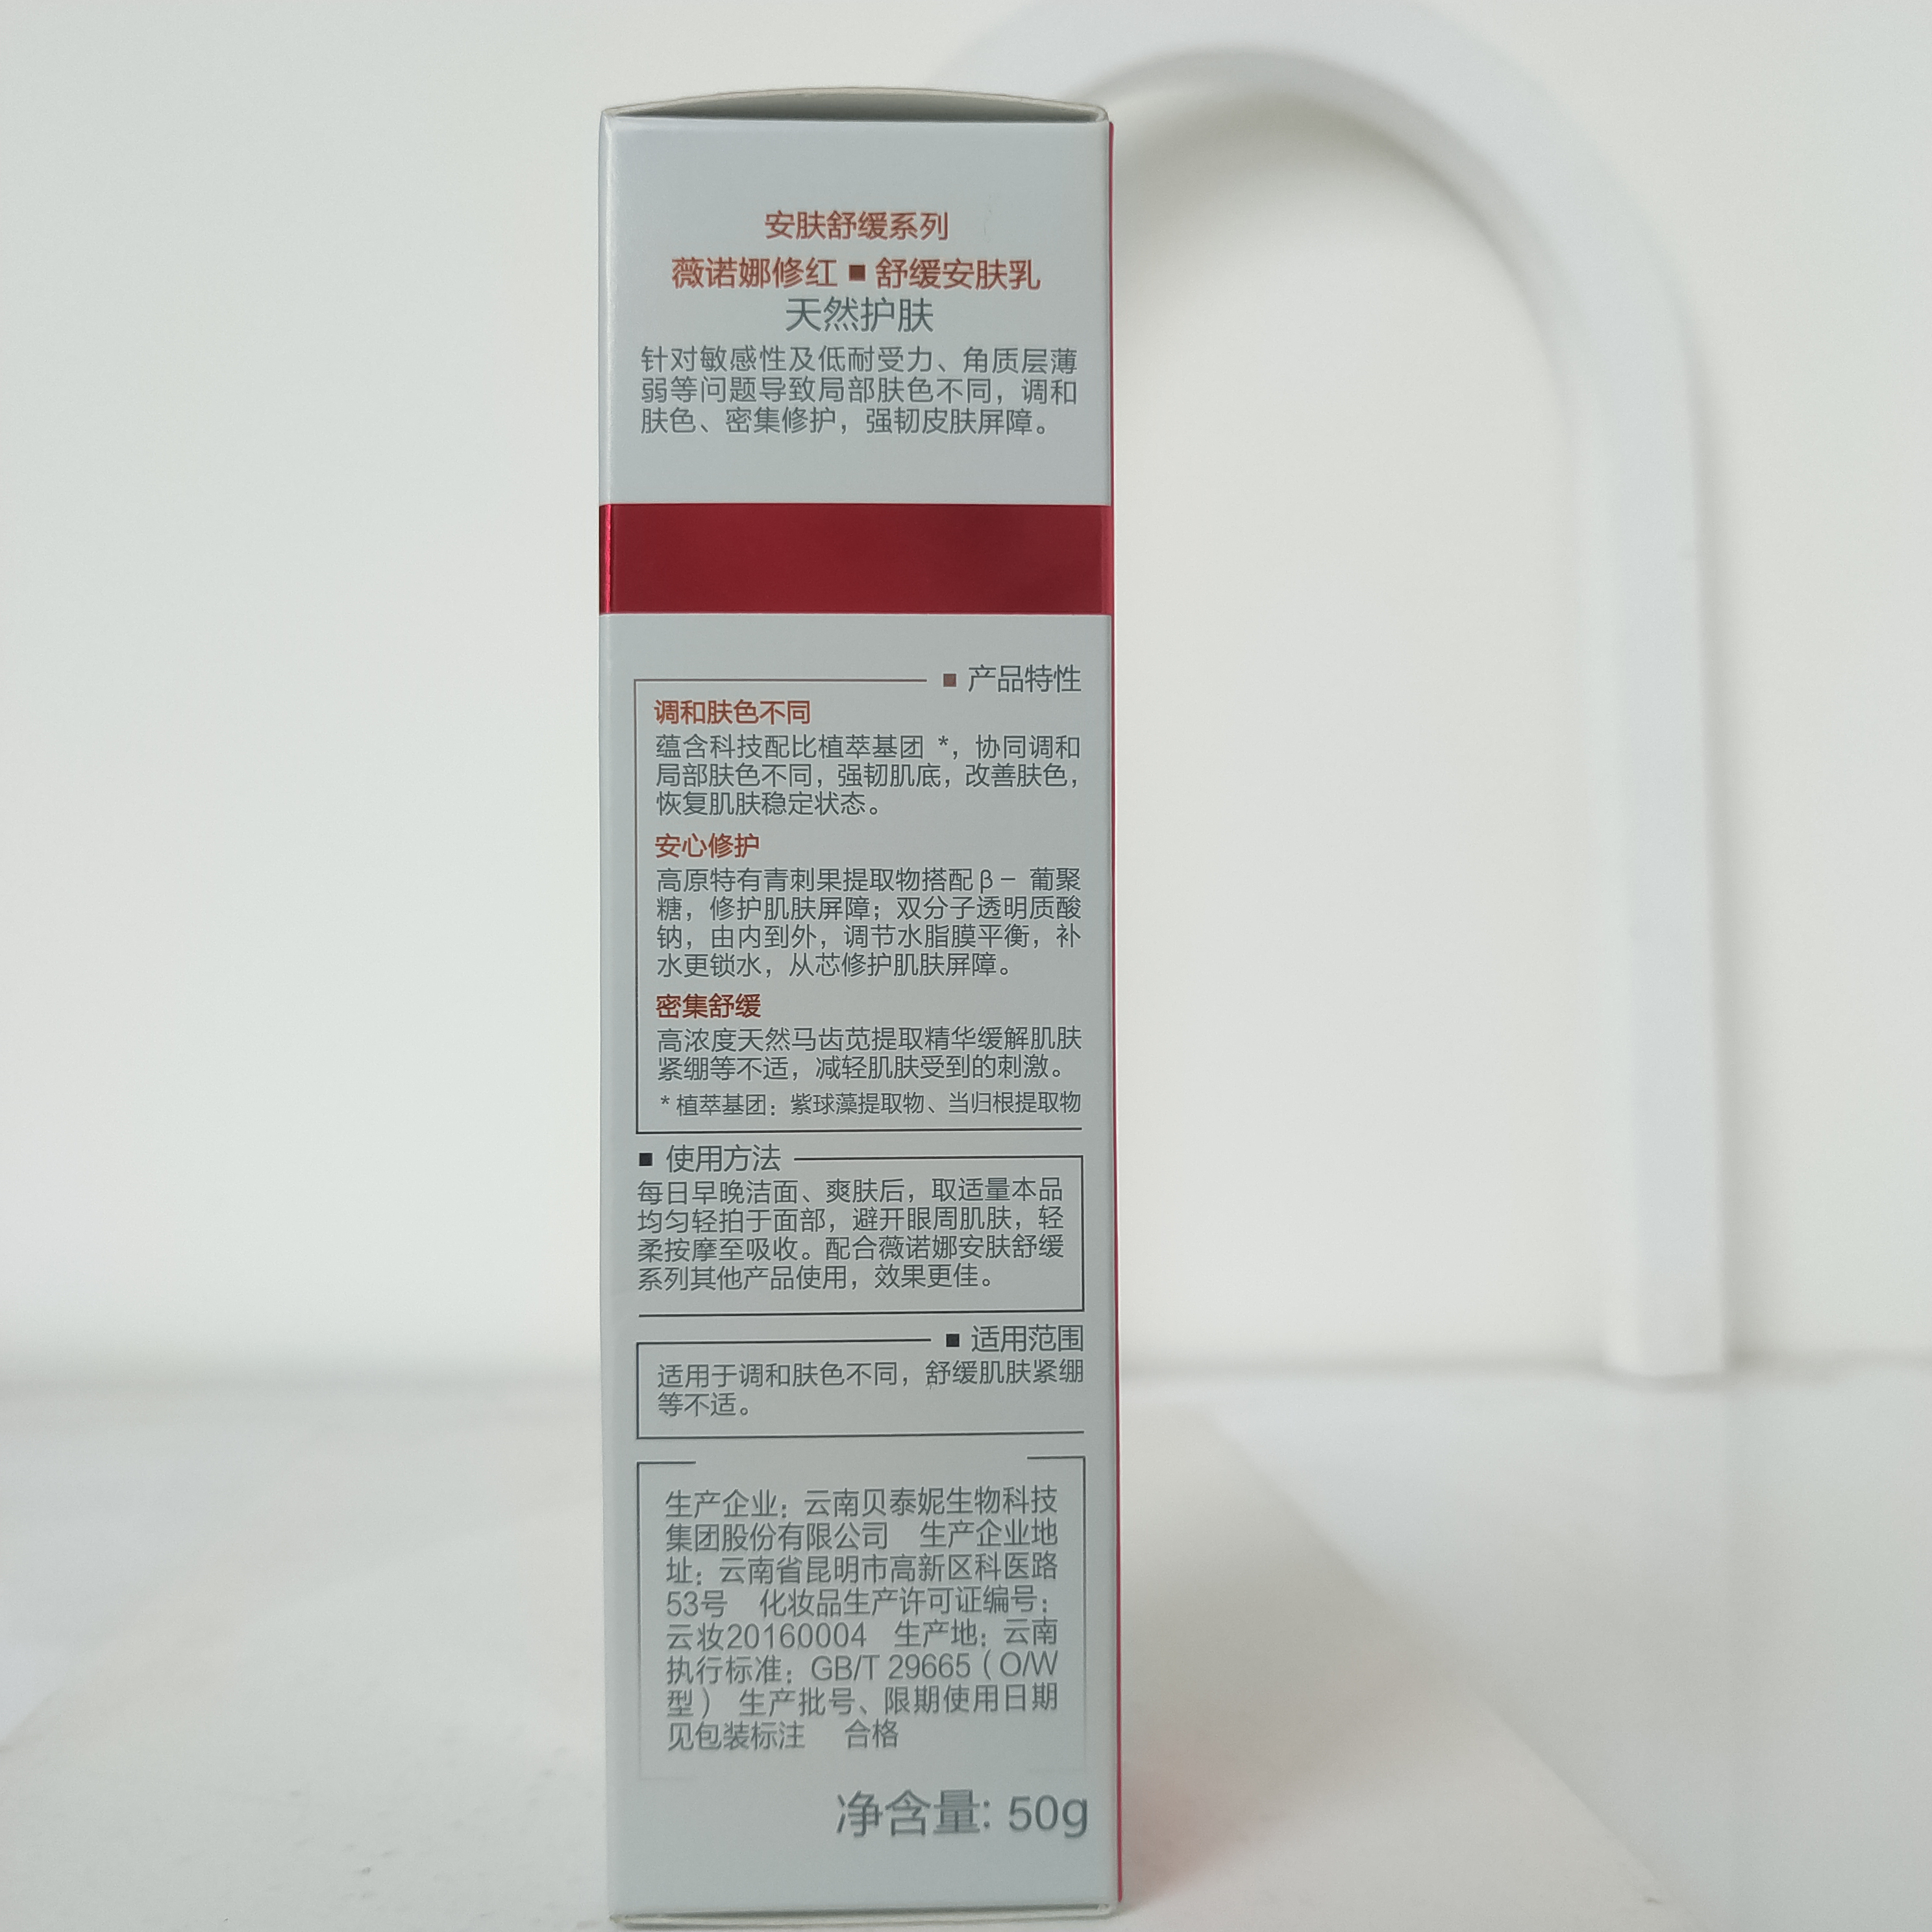 安肤舒缓系列
薇诺娜修红■舒缓安肤乳
天然护肤
针对敏感性及低耐受力、角质层薄
弱等问题导致局部肤色不同，调和
肤色、密集修护，强韧皮肤屏障。
■ 产品特性
调和肤色不同
蕴含科技配比植萃基团 *，协同调和
局部肤色不同，强韧肌底，改善肤色，
恢复肌肤稳定状态。
安心修护
高原特有青刺果提取物搭配β－ 葡聚
糖，修护肌肤屏障；双分子透明质酸
钠，由内到外，调节水脂膜平衡，补
水更锁水，从芯修护肌肤屏障。
密集舒缓
高浓度天然马齿苋提取精华缓解肌肤
紧绷等不适，减轻肌肤受到的刺激。
* 植萃基团：紫球藻提取物、当归根提取物
■ 使用方法
每日早晚洁面、爽肤后，取适量本品
均匀轻拍于面部，避开眼周肌肤，轻
柔按摩至吸收。配合薇诺娜安肤舒缓
系列其他产品使用，效果更佳。
■ 适用范围
适用于调和肤色不同，舒缓肌肤紧绷
等不适。
生产企业：云南贝泰妮生物科技
集团股份有限公司 生产企业地
址：云南省昆明市高新区科医路
53号 化妆品生产许可证编号：
云妆20160004 生产地：云南
执行标准：GB/T 29665（O/W
型） 生产批号、限期使用日期
见包装标注 合格
净含量: 50g